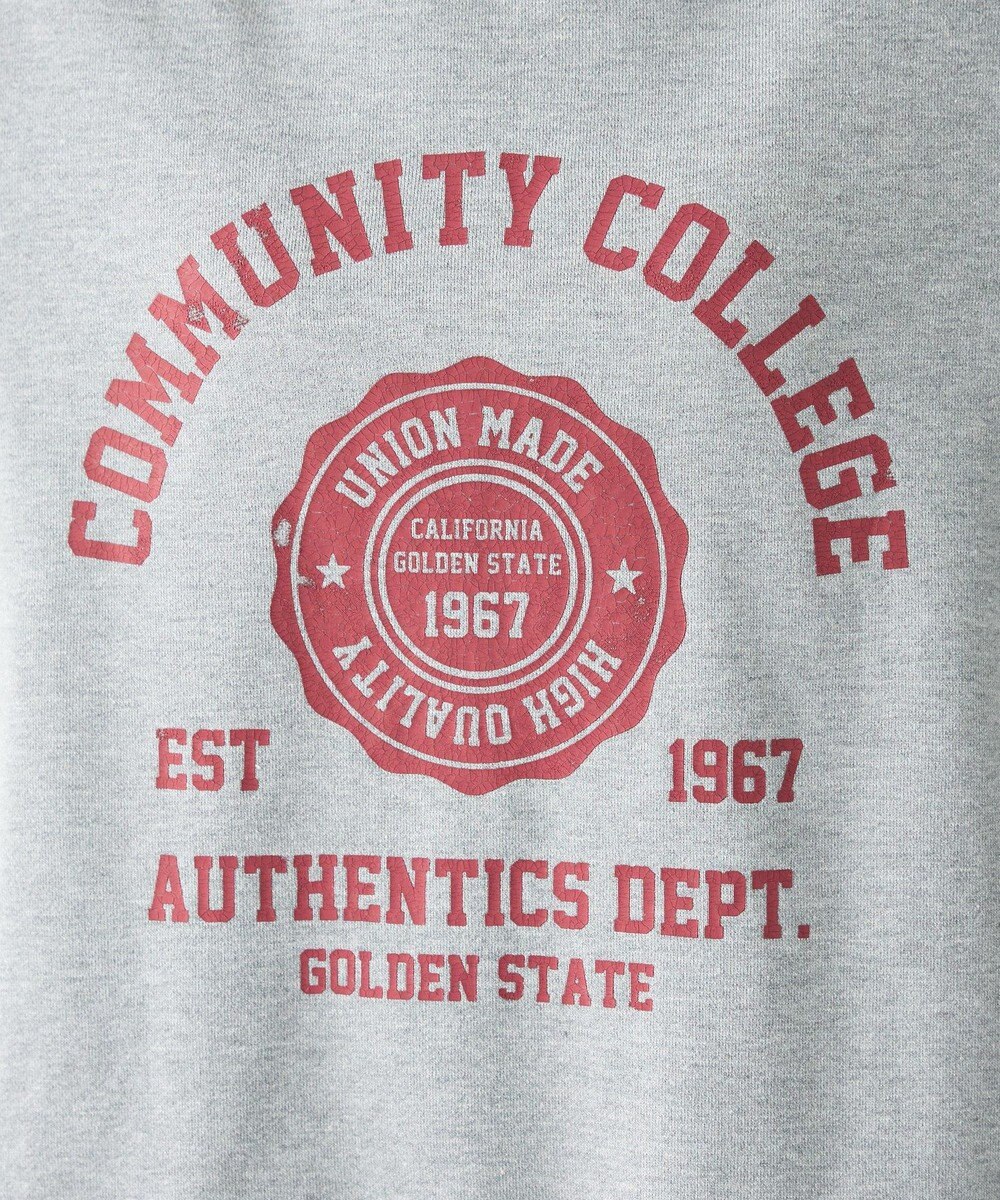 COMMUNITY COLLEGE
UNION MADE
CALIFORNIA
GOLDEN STATE
1967
HIGH QUALITY
EST 1967
AUTHENTICS DEPT.
GOLDEN STATE